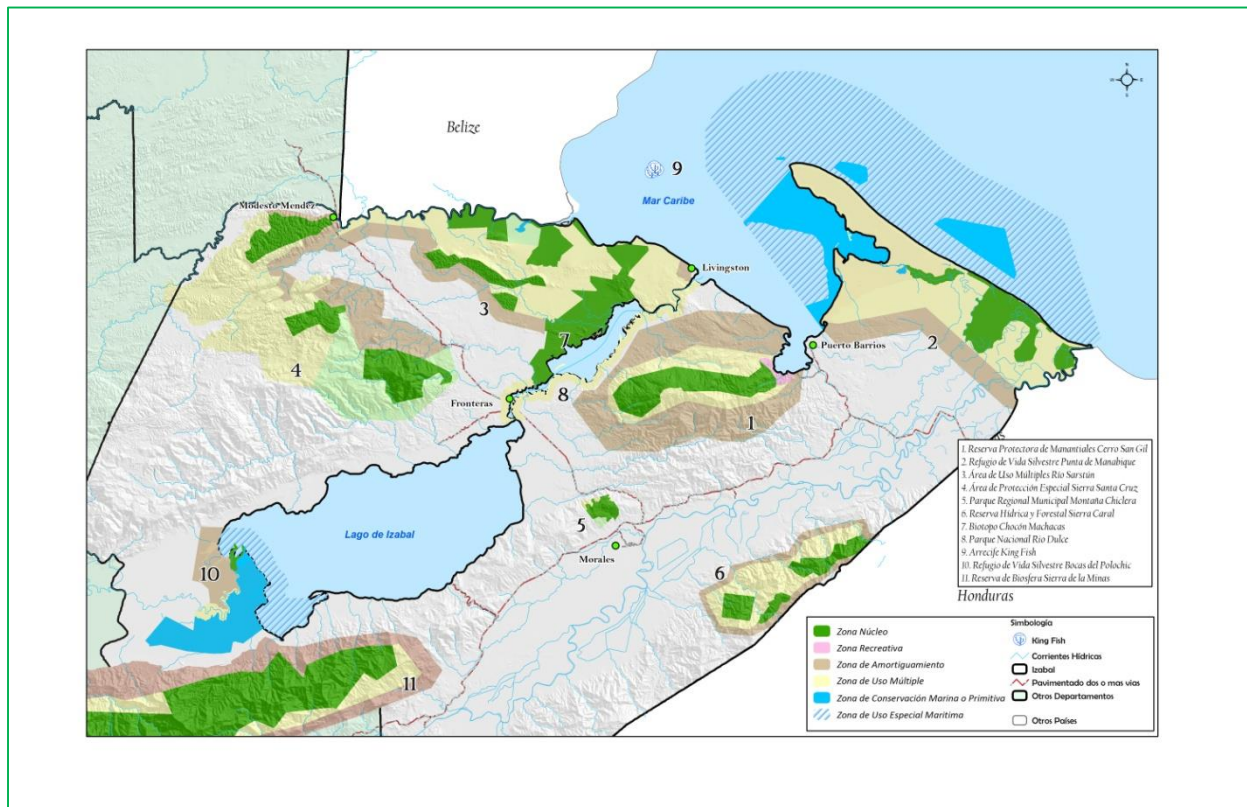 N
E
S
Belize
9
Mar Caribe
Modesto Mendez
Livingston
3
7
Puerto Barrios
2
4
8
Fronteras
1
Lago de Izabal
5
Morales
10
6
11
1. Reserva Protectora de Manantiales Cerro San Gil
2. Refugio de Vida Silvestre Punta de Manabique
3. Área de Uso Múltiples Río Sarstún
4. Área de Protección Especial Sierra Santa Cruz
5. Parque Regional Municipal Montaña Chiclera
6. Reserva Hídrica y Forestal Sierra Caral
7. Biotopo Chocón Machacas
8. Parque Nacional Rio Dulce
9. Arrecife King Fish
10. Refugio de Vida Silvestre Bocas del Polochic
11. Reserva de Biosfera Sierra de la Minas
Honduras
Simbología
Zona Núcleo
Zona Recreativa
Zona de Amortiguamiento
Zona de Uso Múltiple
Zona de Conservación Marina o Primitiva
Zona de Uso Especial Marítima
King Fish
Corrientes Hídricas
Izabal
Pavimentado dos o mas vias
Otros Departamentos
Otros Países